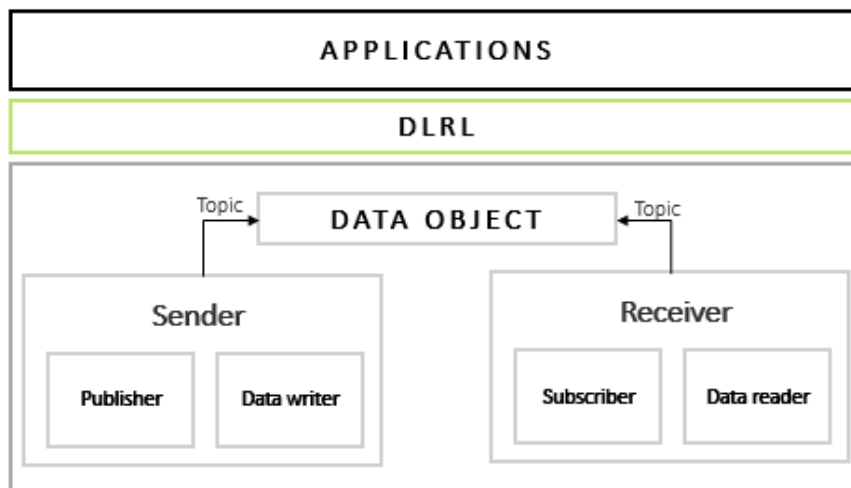 APPLICATIONS
DLRL
Topic
DATA OBJECT
Topic
Sender
Publisher
Data writer
Receiver
Subscriber
Data reader